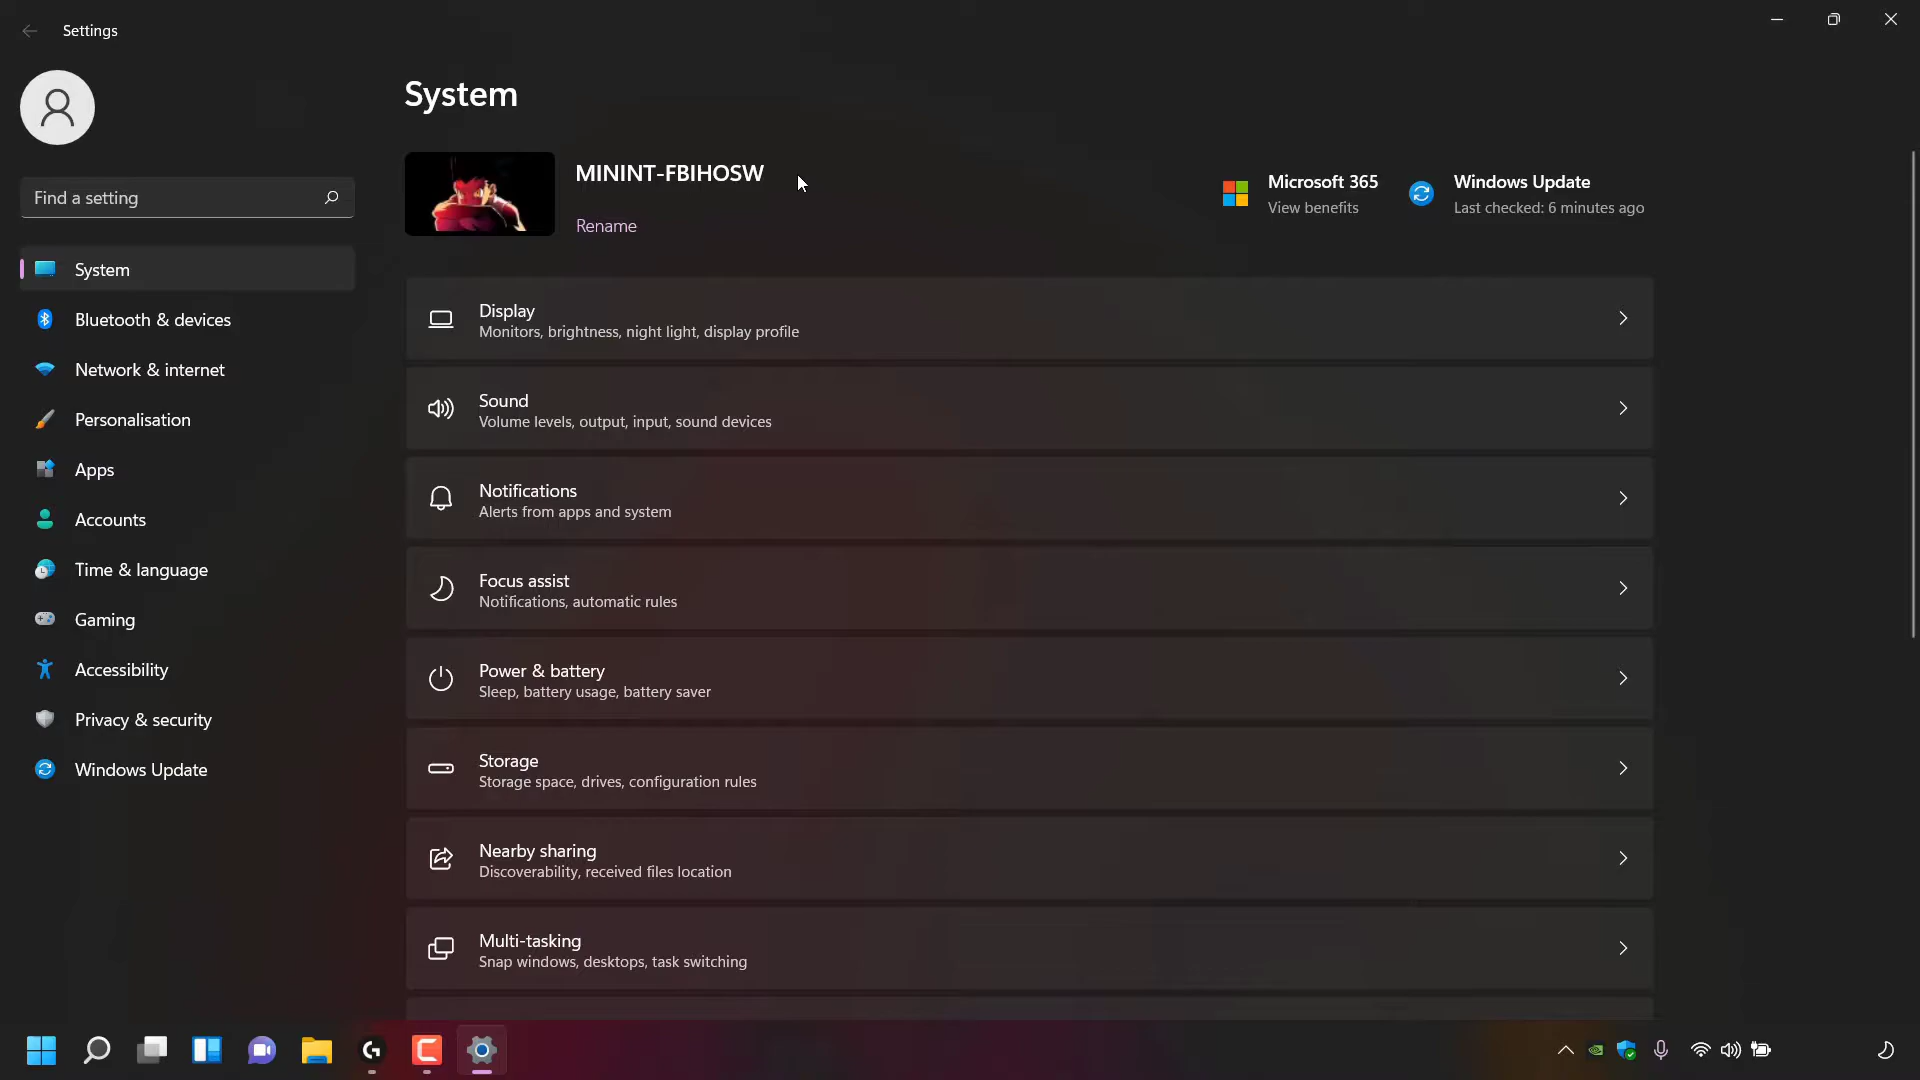 Settings
System
MININT-FBIHOSW
Rename
Microsoft 365
View benefits
Windows Update
Last checked: 6 minutes ago
Find a setting
System
Bluetooth & devices
Network & internet
Personalisation
Apps
Accounts
Time & language
Gaming
Accessibility
Privacy & security
Windows Update
Display
Monitors, brightness, night light, display profile
Sound
Volume levels, output, input, sound devices
Notifications
Alerts from apps and system
Focus assist
Notifications, automatic rules
Power & battery
Sleep, battery usage, battery saver
Storage
Storage space, drives, configuration rules
Nearby sharing
Discoverability, received files location
Multi-tasking
Snap windows, desktops, task switching